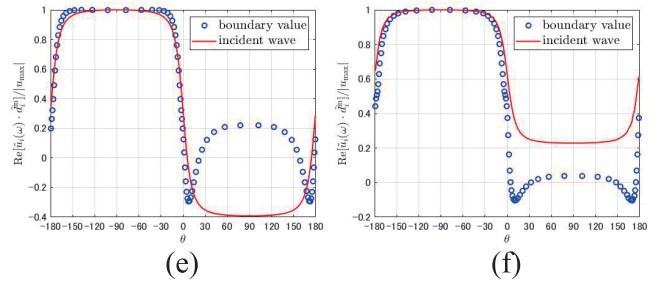 boundary value
incident wave
Re[ũᵢ(ω) · d̂ᵢᵐ]/|uₘₐₓ|
1
0.8
0.6
0.4
0.2
0
−0.2
−0.4
−180 −150 −120 −90 −60 −30 0 30 60 90 120 150 180
θ
(e)
boundary value
incident wave
1
0.8
0.6
0.4
0.2
0
−0.2
−180 −150 −120 −90 −60 −30 0 30 60 90 120 150 180
θ
(f)